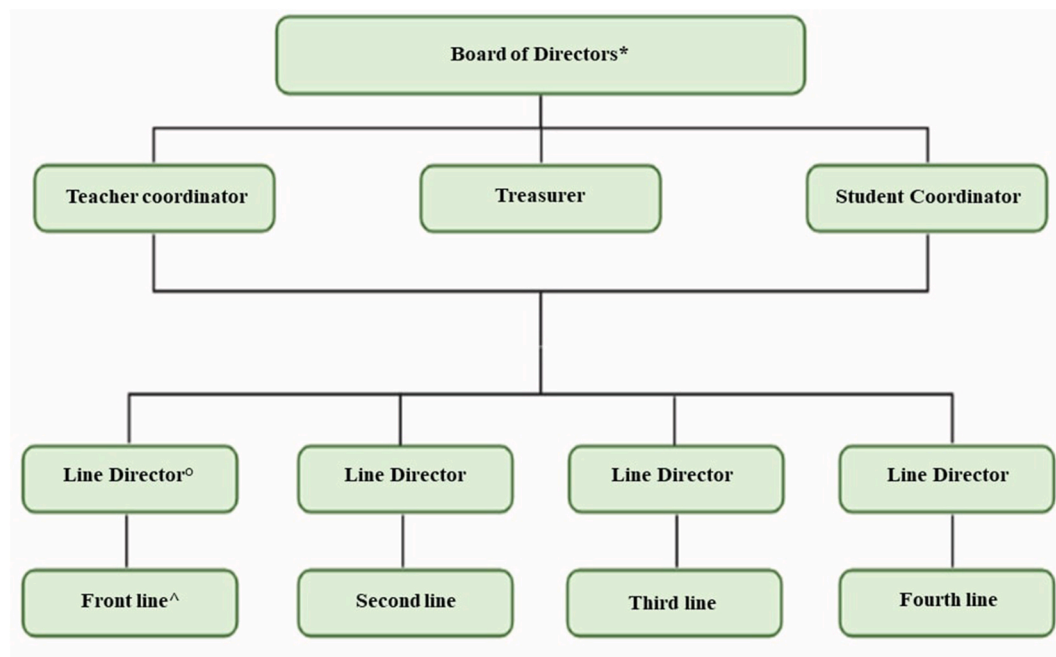 Board of Directors*
Teacher coordinator
Treasurer
Student Coordinator
Line Director°
Line Director
Line Director
Line Director
Front line^
Second line
Third line
Fourth line